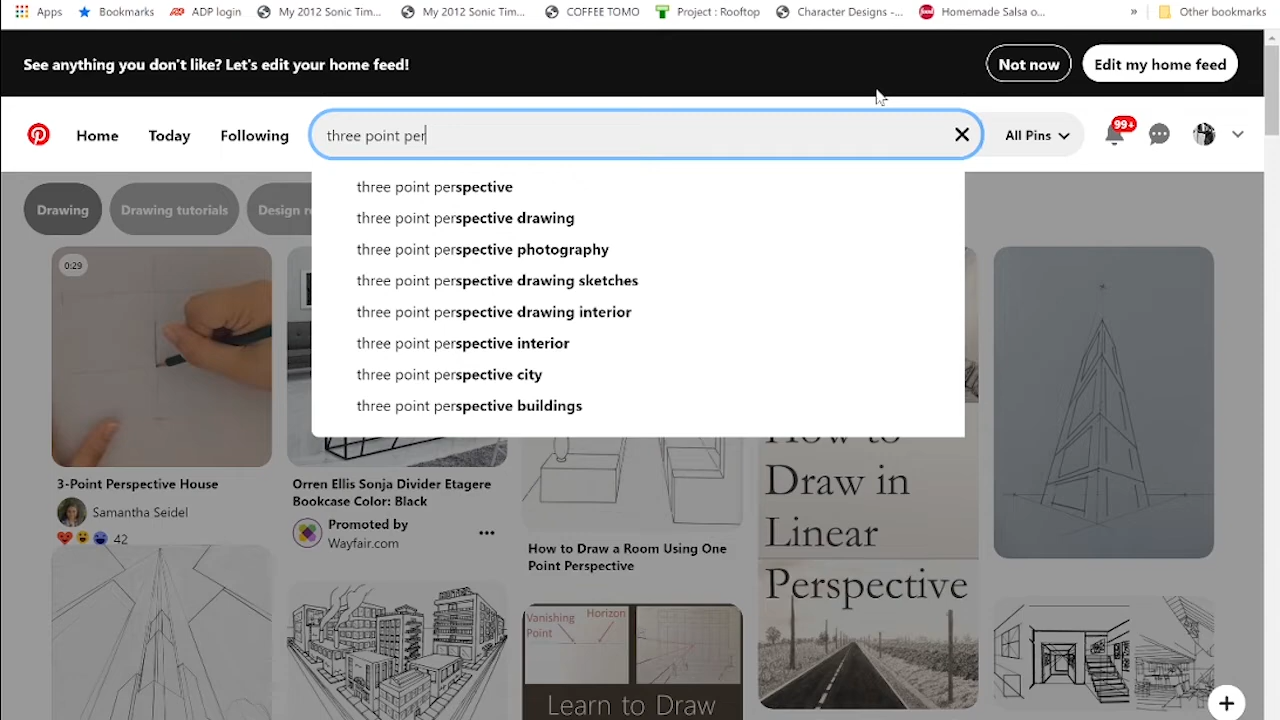 Apps
Bookmarks
ADP login
My 2012 Sonic Tim...
My 2012 Sonic Tim...
COFFEE TOMO
Project : Rooftop
Character Designs -...
Homemade Salsa o...
»
Other bookmarks
See anything you don't like? Let's edit your home feed!
Not now
Edit my home feed
Home
Today
Following
three point per
All Pins
99+
three point perspective
three point perspective drawing
three point perspective photography
three point perspective drawing sketches
three point perspective drawing interior
three point perspective interior
three point perspective city
three point perspective buildings
Drawing
Drawing tutorials
Design r
0:29
3-Point Perspective House
Samantha Seidel
42
Orren Ellis Sonja Divider Etagere
Bookcase Color: Black
Promoted by
Wayfair.com
How to Draw a Room Using One
Point Perspective
Vanishing
Point
Horizon
Learn to Draw
How to
Draw in
Linear
Perspective